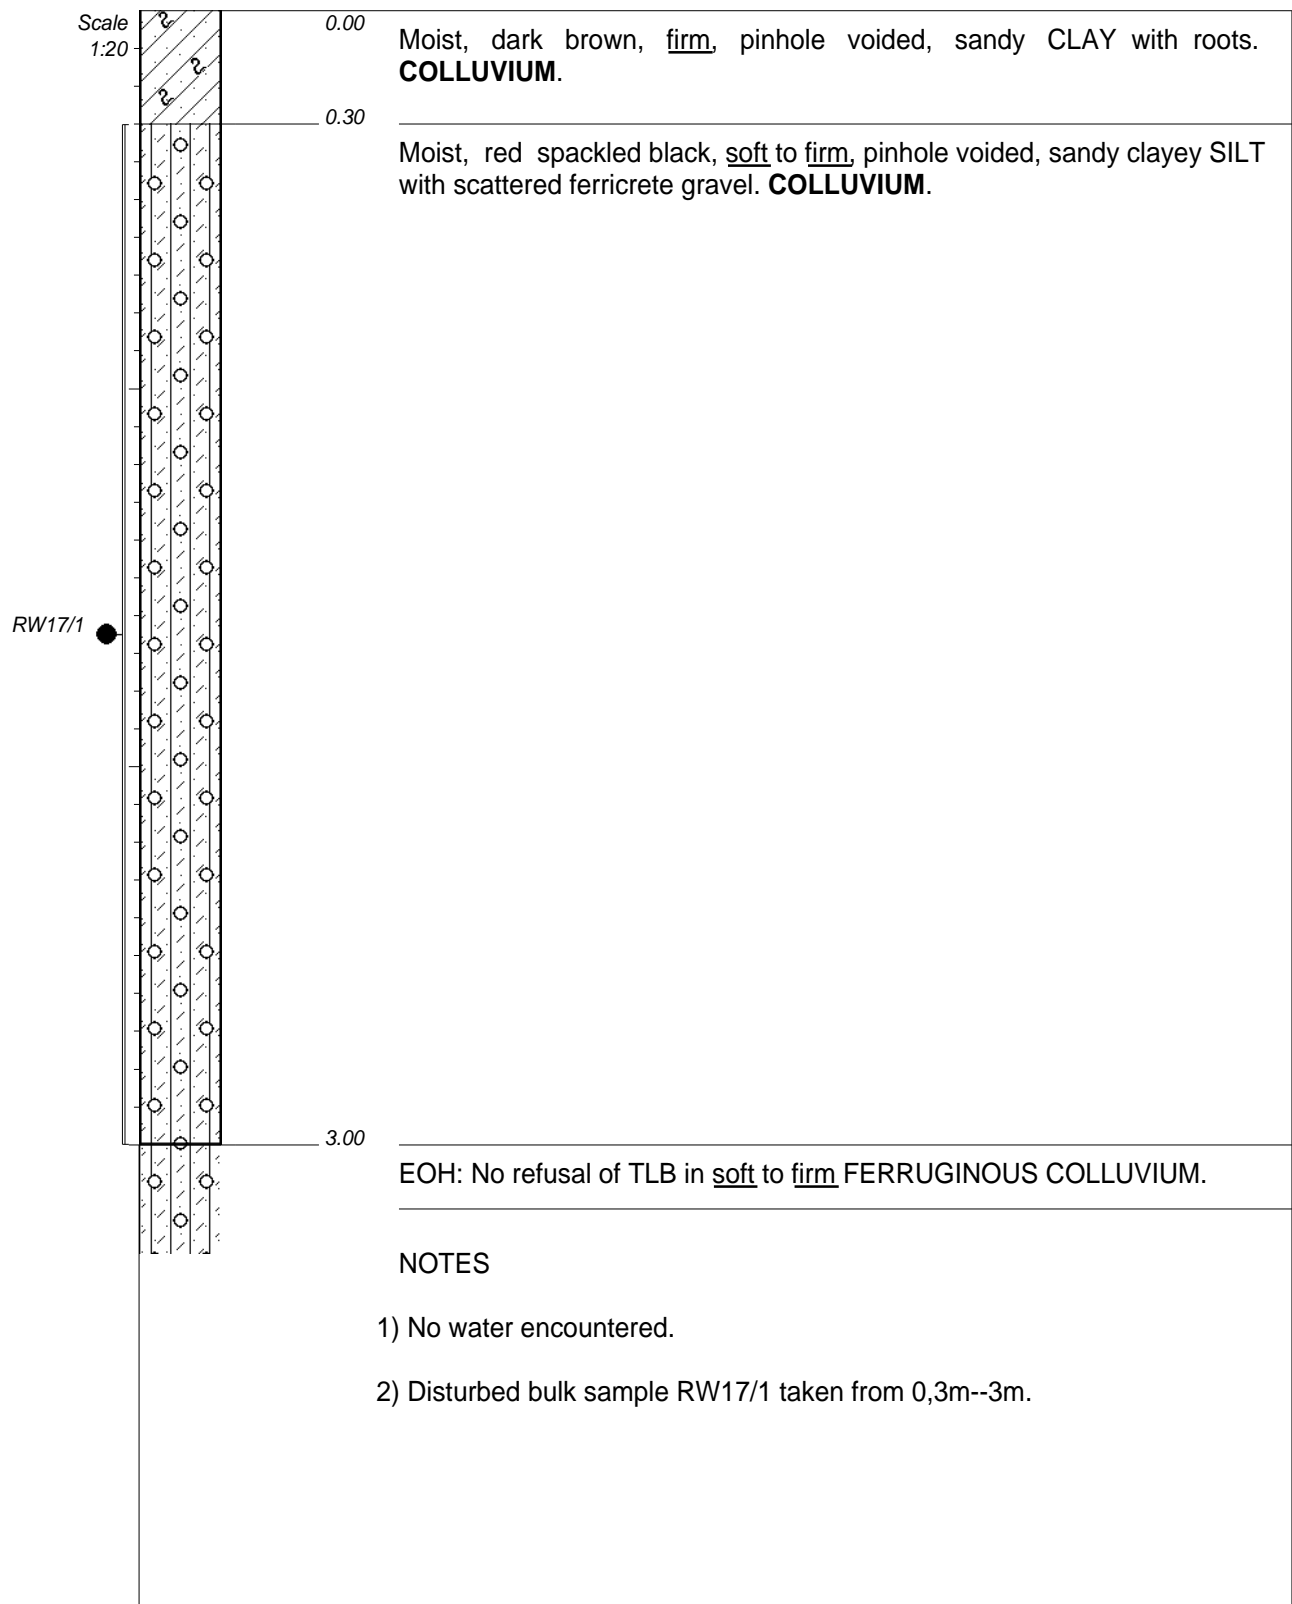 Scale
1:20
0.00
Moist, dark brown, firm, pinhole voided, sandy CLAY with roots.
COLLUVIUM.
0.30
Moist, red spackled black, soft to firm, pinhole voided, sandy clayey SILT
with scattered ferricrete gravel. COLLUVIUM.
RW17/1
3.00
EOH: No refusal of TLB in soft to firm FERRUGINOUS COLLUVIUM.
NOTES
1) No water encountered.
2) Disturbed bulk sample RW17/1 taken from 0,3m--3m.